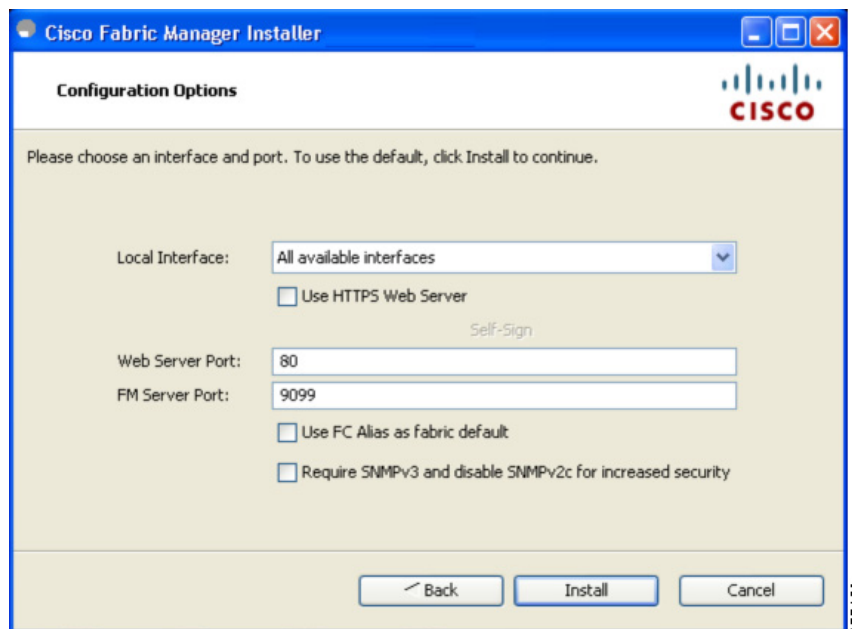 Cisco Fabric Manager Installer
Configuration Options
CISCO
Please choose an interface and port. To use the default, click Install to continue.
Local Interface: All available interfaces
Use HTTPS Web Server
Self-Sign
Web Server Port: 80
FM Server Port: 9099
Use FC Alias as fabric default
Require SNMPv3 and disable SNMPv2c for increased security
Back Install Cancel